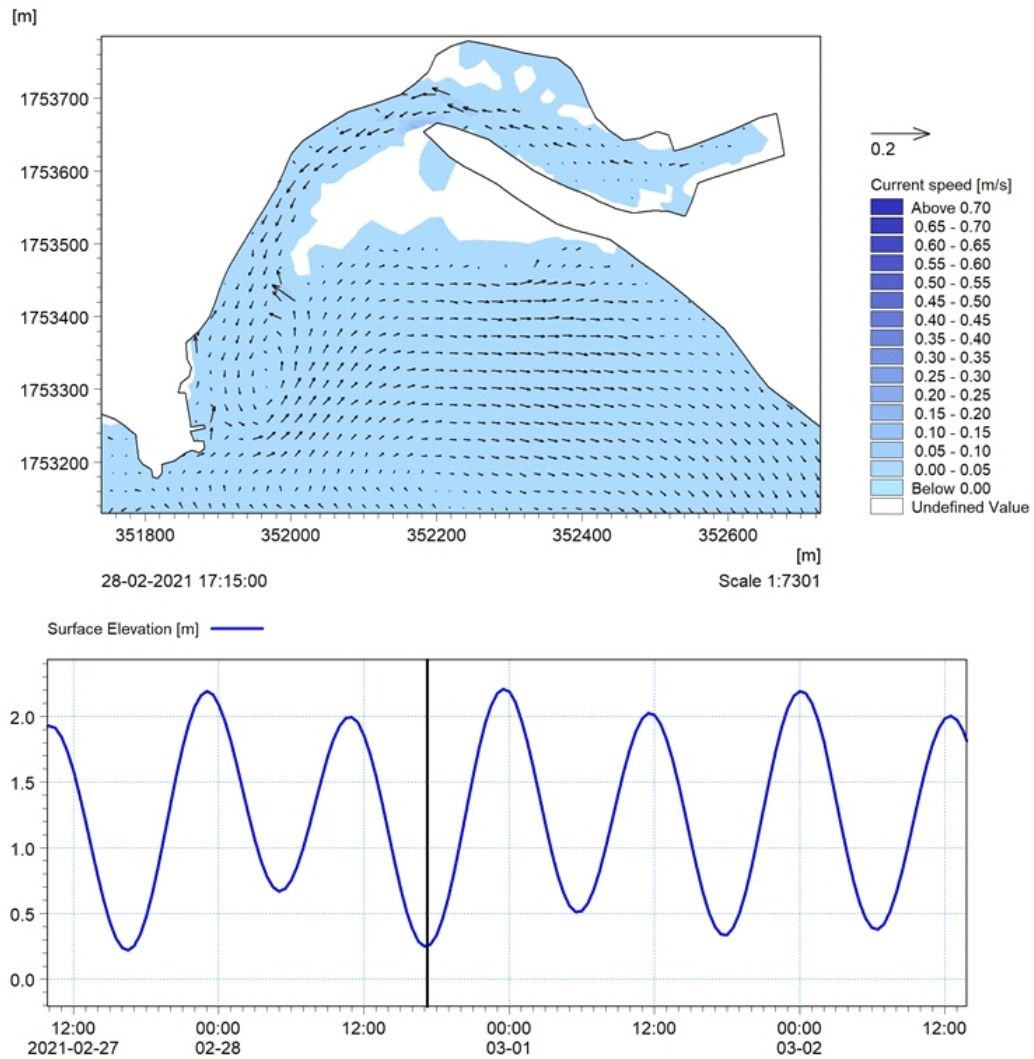 [m]
1753700
1753600
1753500
1753400
1753300
1753200
351800 352000 352200 352400 352600
[m]
28-02-2021 17:15:00 Scale 1:7301
0.2
Current speed [m/s]
Above 0.70
0.65 - 0.70
0.60 - 0.65
0.55 - 0.60
0.50 - 0.55
0.45 - 0.50
0.40 - 0.45
0.35 - 0.40
0.30 - 0.35
0.25 - 0.30
0.20 - 0.25
0.15 - 0.20
0.10 - 0.15
0.05 - 0.10
0.00 - 0.05
Below 0.00
Undefined Value
Surface Elevation [m]
2.0
1.5
1.0
0.5
0.0
12:00 00:00 12:00 00:00 12:00 00:00 12:00
2021-02-27 02-28 03-01 03-02